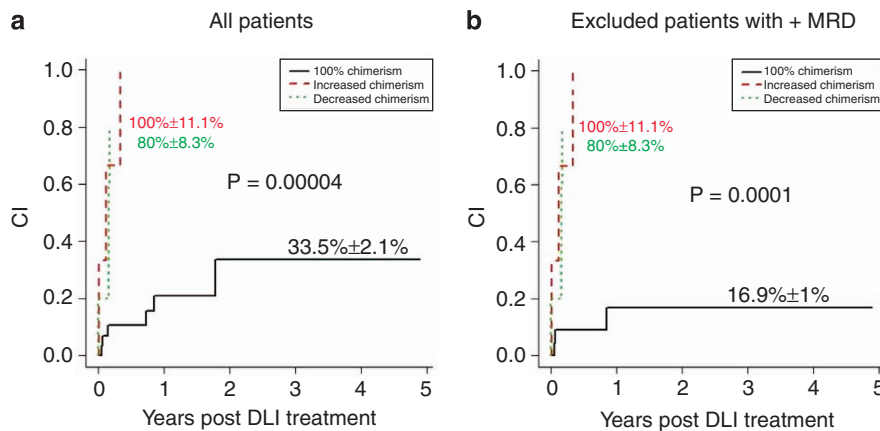 a
All patients
1.0
0.8
0.6
0.4
0.2
0.0
CI
100% chimerism
Increased chimerism
Decreased chimerism
100%±11.1%
80%±8.3%
P = 0.00004
33.5%±2.1%
0 1 2 3 4 5
Years post DLI treatment
b
Excluded patients with + MRD
1.0
0.8
0.6
0.4
0.2
0.0
CI
100% chimerism
Increased chimerism
Decreased chimerism
100%±11.1%
80%±8.3%
P = 0.0001
16.9%±1%
0 1 2 3 4 5
Years post DLI treatment